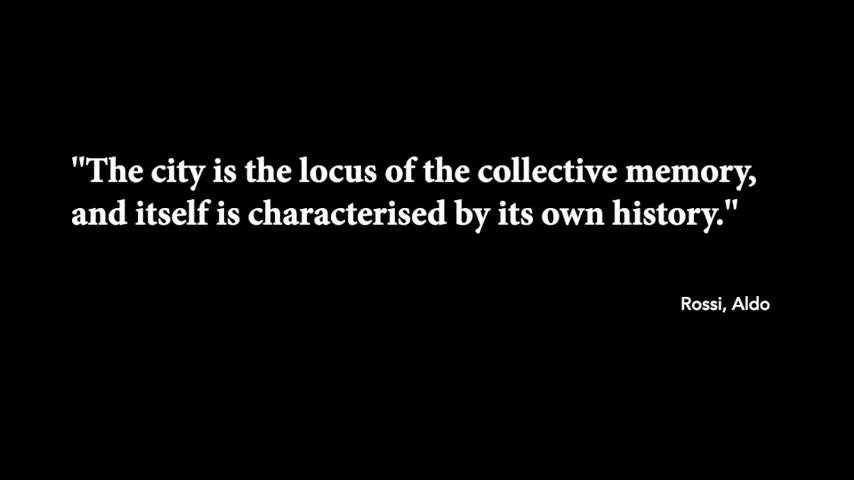 "The city is the locus of the collective memory,
and itself is characterised by its own history."
Rossi, Aldo